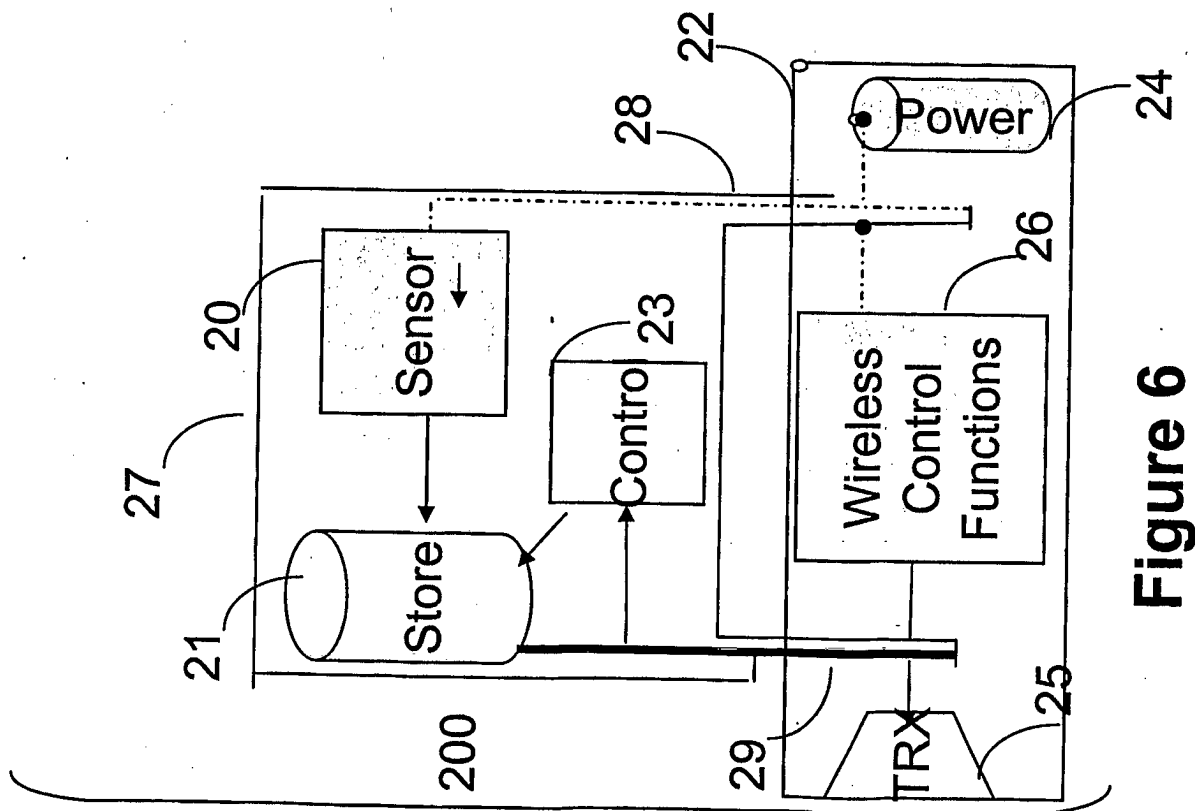 27
20
21
Sensor
Store
23
Control
28
22
200
29
TRX
25
Wireless
Control
Functions
26
Power
24
Figure 6